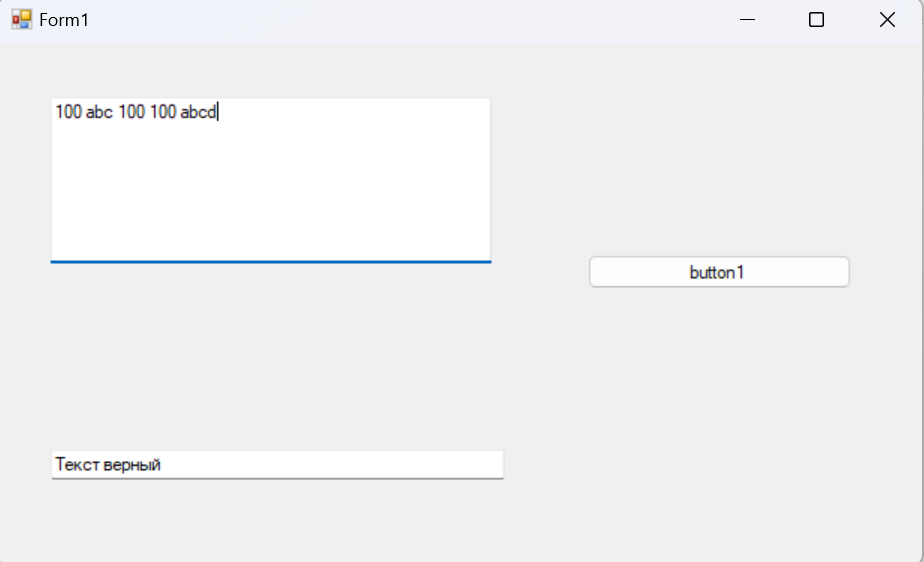 Form1
100 abc 100 100 abcd
button1
Текст верный